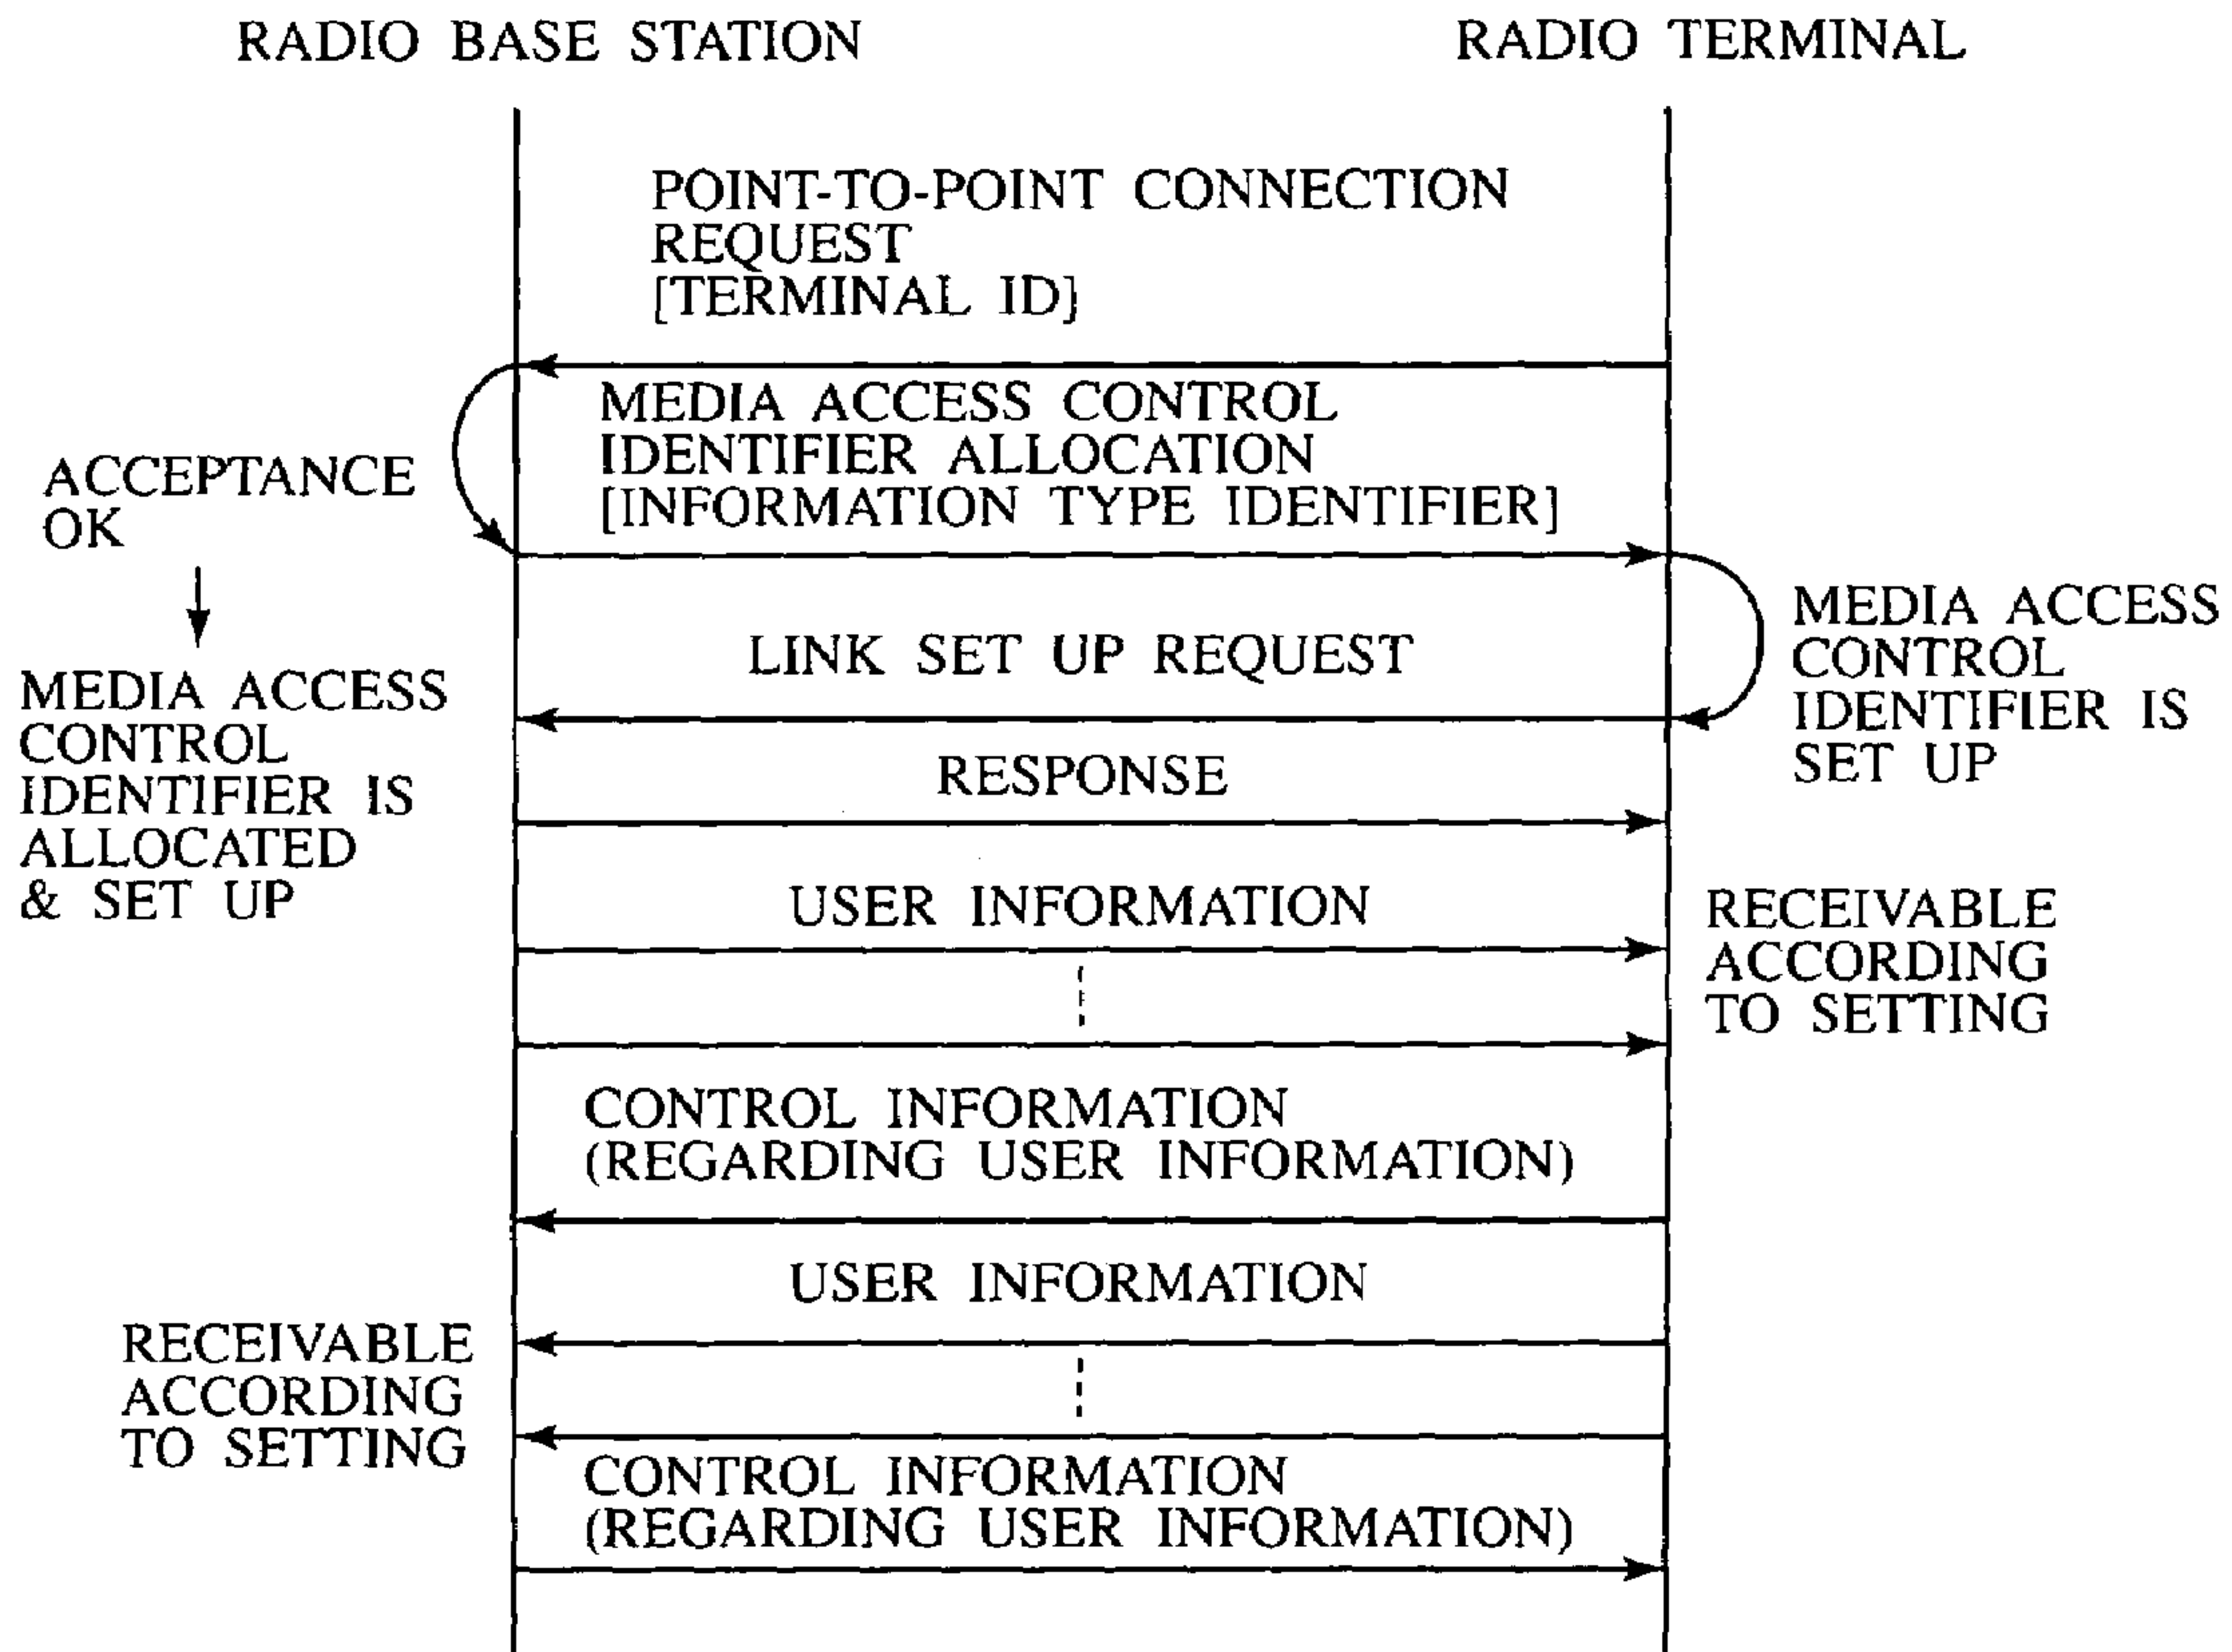 RADIO BASE STATION
RADIO TERMINAL
POINT-TO-POINT CONNECTION
REQUEST
[TERMINAL ID]
MEDIA ACCESS CONTROL
IDENTIFIER ALLOCATION
[INFORMATION TYPE IDENTIFIER]
ACCEPTANCE
OK
MEDIA ACCESS
CONTROL
IDENTIFIER IS
ALLOCATED
& SET UP
LINK SET UP REQUEST
MEDIA ACCESS
CONTROL
IDENTIFIER IS
SET UP
RESPONSE
USER INFORMATION
RECEIVABLE
ACCORDING
TO SETTING
CONTROL INFORMATION
(REGARDING USER INFORMATION)
USER INFORMATION
RECEIVABLE
ACCORDING
TO SETTING
CONTROL INFORMATION
(REGARDING USER INFORMATION)